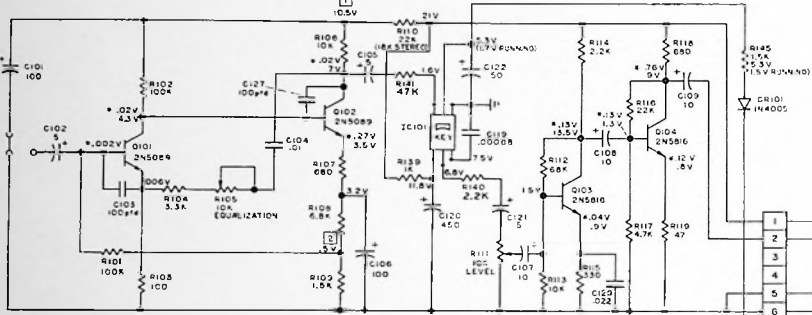 1
10.5V
C101
100
R102
100K
*.02V
4.3V
C102
5
*.002V
Q101
2N5089
C103
100pfd
.006V
R104
3.3K
R105
10K
EQUALIZATION
R101
100K
R103
100
C104
.01
R106
10K
*.02V
7V
C127
100pfd
Q102
2N5089
*.27V
3.5V
R107
680
3.2V
R108
6.8K
2
.5V
R109
1.5K
C106
100
C105
5
R141
47K
R110
22K
(18K STEREO)
21V
1.6V
5.3V
(1.7V RUNNING)
C122
50
IC101
KEY
R139
1K
11.8V
C120
450
C119
.00068
7.5V
6.8V
R140
2.2K
C121
5
R111
10K
LEVEL
C107
10
1.5V
R112
68K
R113
10K
R114
2.2K
*.13V
13.5V
Q103
2N5816
*.04V
.9V
R115
330
C123
.022
C108
10
*.13V
1.3V
R116
22K
R117
4.7K
R118
680
*.76V
9V
C109
10
Q104
2N5816
*.12V
.8V
R119
47
R145
1.5K
5.3V
(1.5V RUNNING)
CR101
1N4005
1
2
3
4
5
6